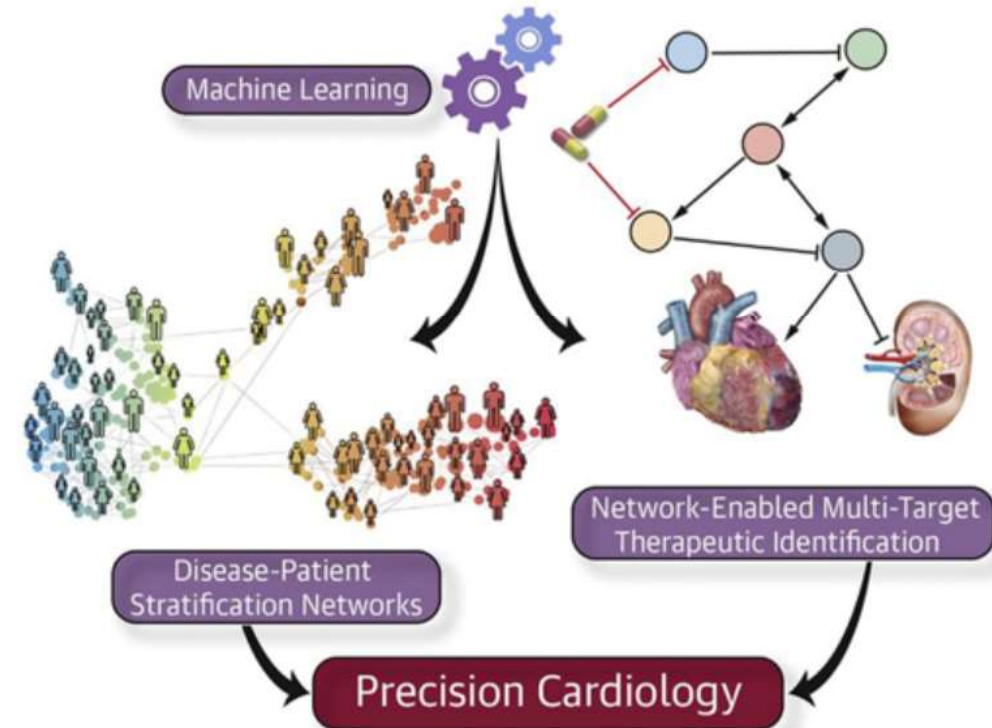 Machine Learning
Network-Enabled Multi-Target
Therapeutic Identification
Disease-Patient
Stratification Networks
Precision Cardiology